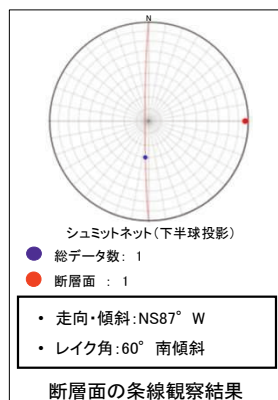 N
シュミットネット(下半球投影)
総データ数: 1
断層面 : 1
• 走向・傾斜:NS87° W
• レイク角:60° 南傾斜
断層面の条線観察結果